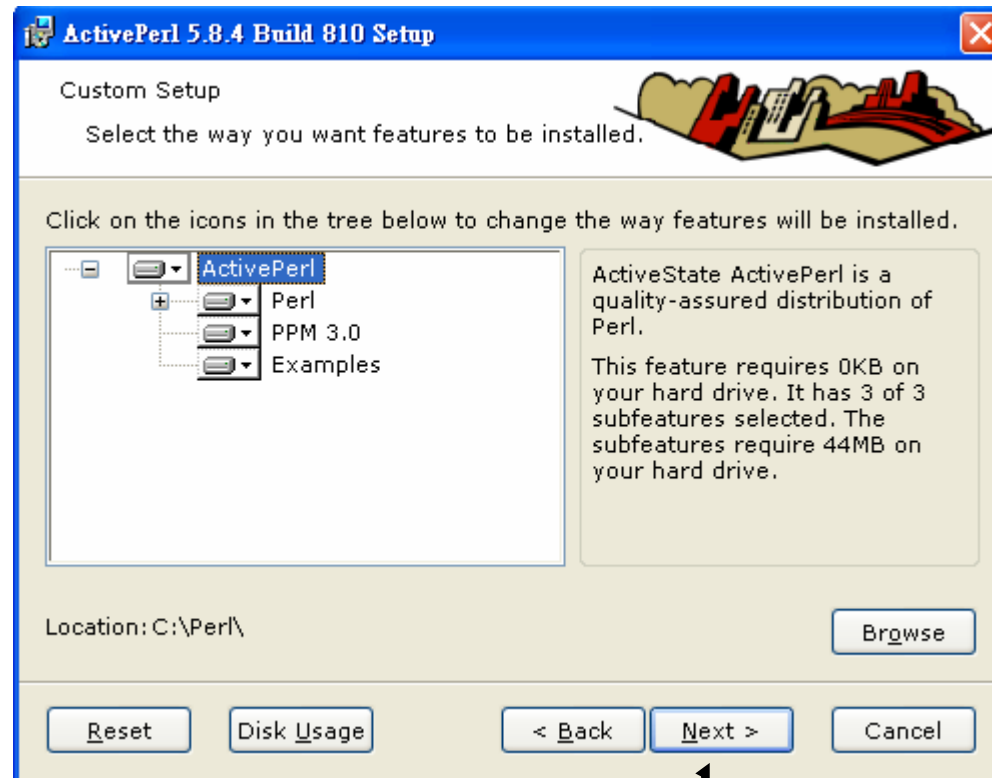 ActivePerl 5.8.4 Build 810 Setup
Custom Setup
Select the way you want features to be installed.
Click on the icons in the tree below to change the way features will be installed.
ActivePerl
Perl
PPM 3.0
Examples
ActiveState ActivePerl is a
quality-assured distribution of
Perl.
This feature requires 0KB on
your hard drive. It has 3 of 3
subfeatures selected. The
subfeatures require 44MB on
your hard drive.
Location: C:\Perl\
Browse
Reset Disk Usage < Back Next > Cancel